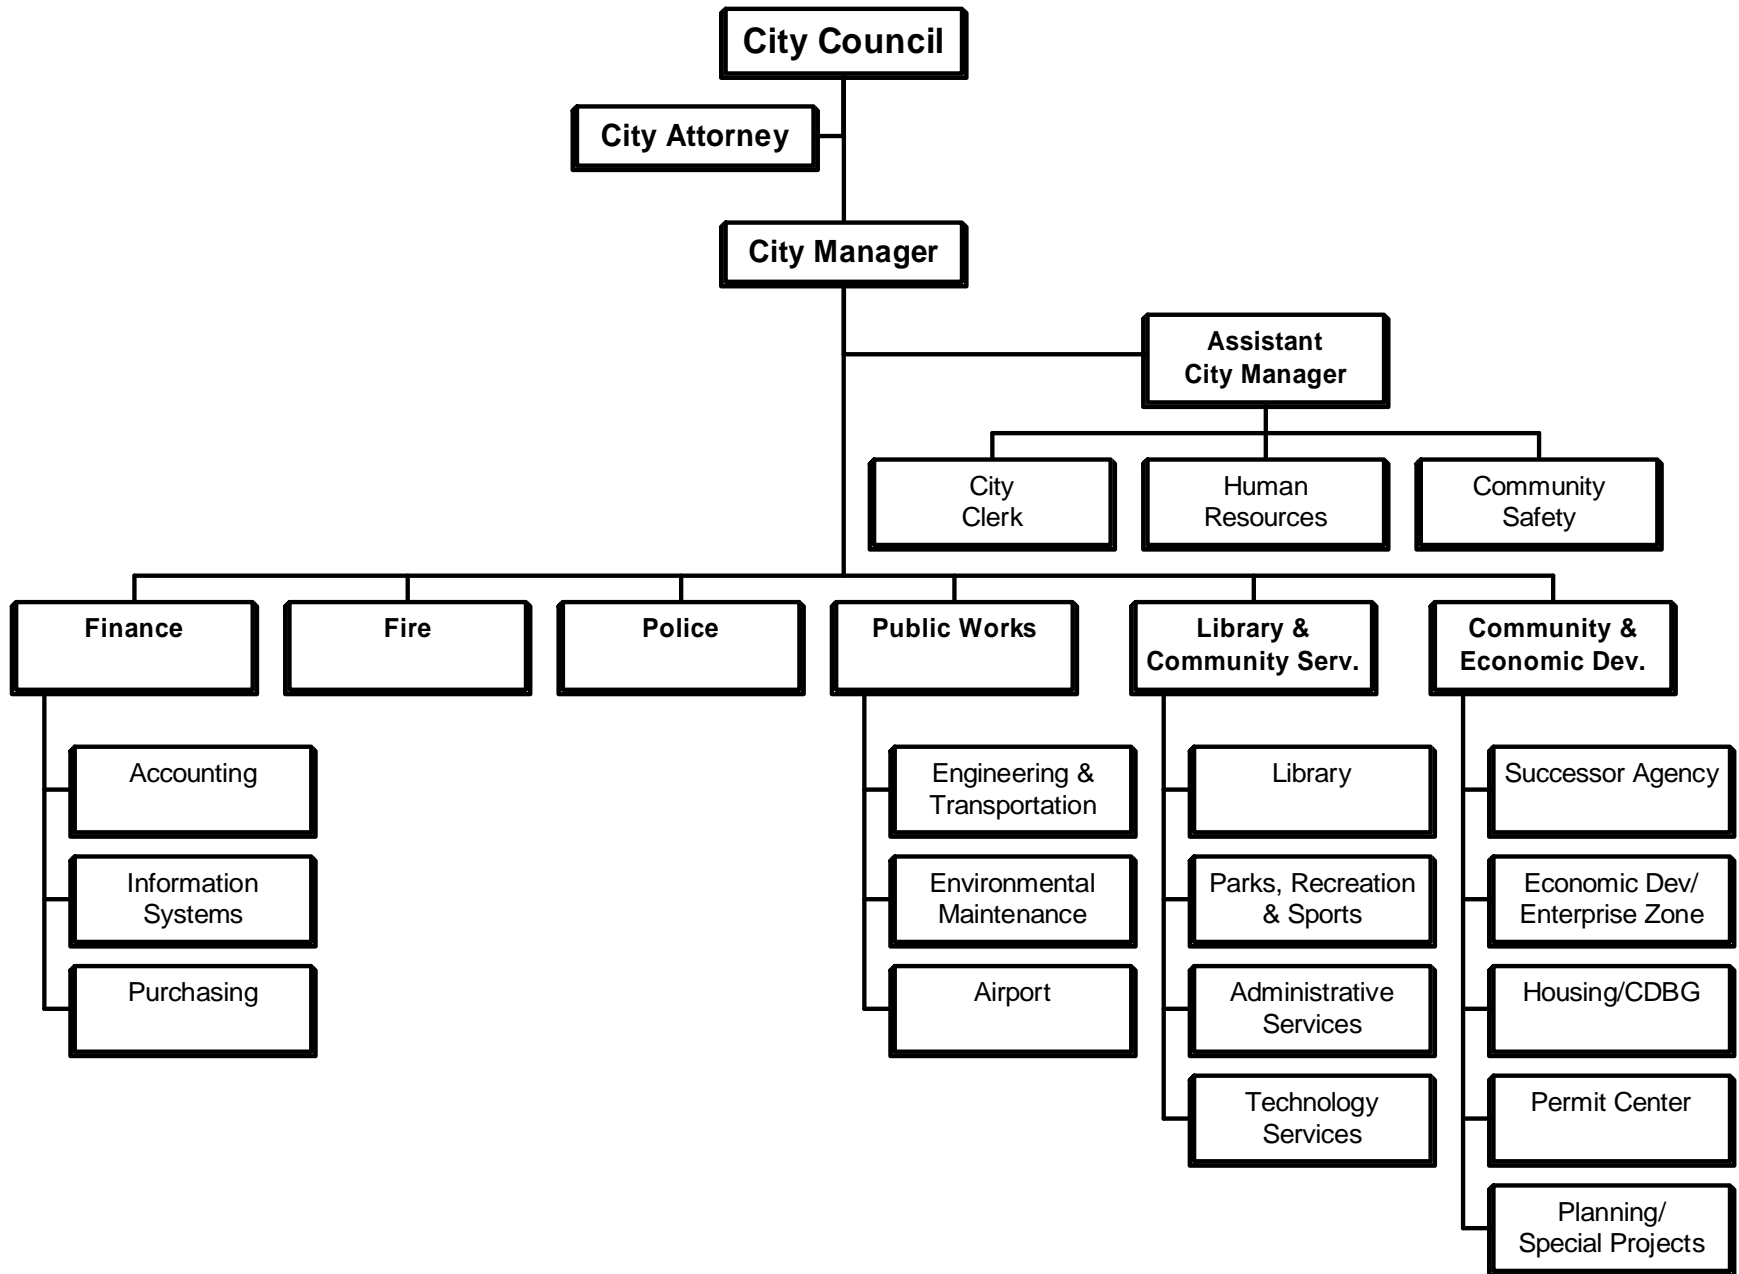 City Council
City Attorney
City Manager
Assistant
City Manager
City
Clerk
Human
Resources
Community
Safety
Finance
Fire
Police
Public Works
Library &
Community Serv.
Community &
Economic Dev.
Accounting
Information
Systems
Purchasing
Engineering &
Transportation
Environmental
Maintenance
Airport
Library
Parks, Recreation
& Sports
Administrative
Services
Technology
Services
Successor Agency
Economic Dev/
Enterprise Zone
Housing/CDBG
Permit Center
Planning/
Special Projects